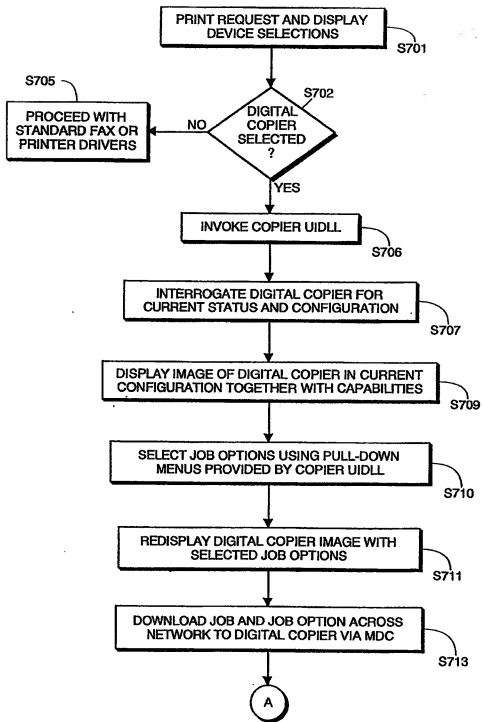 PRINT REQUEST AND DISPLAY
DEVICE SELECTIONS
S701
S705
S702
PROCEED WITH
STANDARD FAX OR
PRINTER DRIVERS
NO
DIGITAL
COPIER
SELECTED
?
YES
INVOKE COPIER UIDLL
S706
INTERROGATE DIGITAL COPIER FOR
CURRENT STATUS AND CONFIGURATION
S707
DISPLAY IMAGE OF DIGITAL COPIER IN CURRENT
CONFIGURATION TOGETHER WITH CAPABILITIES
S709
SELECT JOB OPTIONS USING PULL-DOWN
MENUS PROVIDED BY COPIER UIDLL
S710
REDISPLAY DIGITAL COPIER IMAGE WITH
SELECTED JOB OPTIONS
S711
DOWNLOAD JOB AND JOB OPTION ACROSS
NETWORK TO DIGITAL COPIER VIA MDC
S713
A